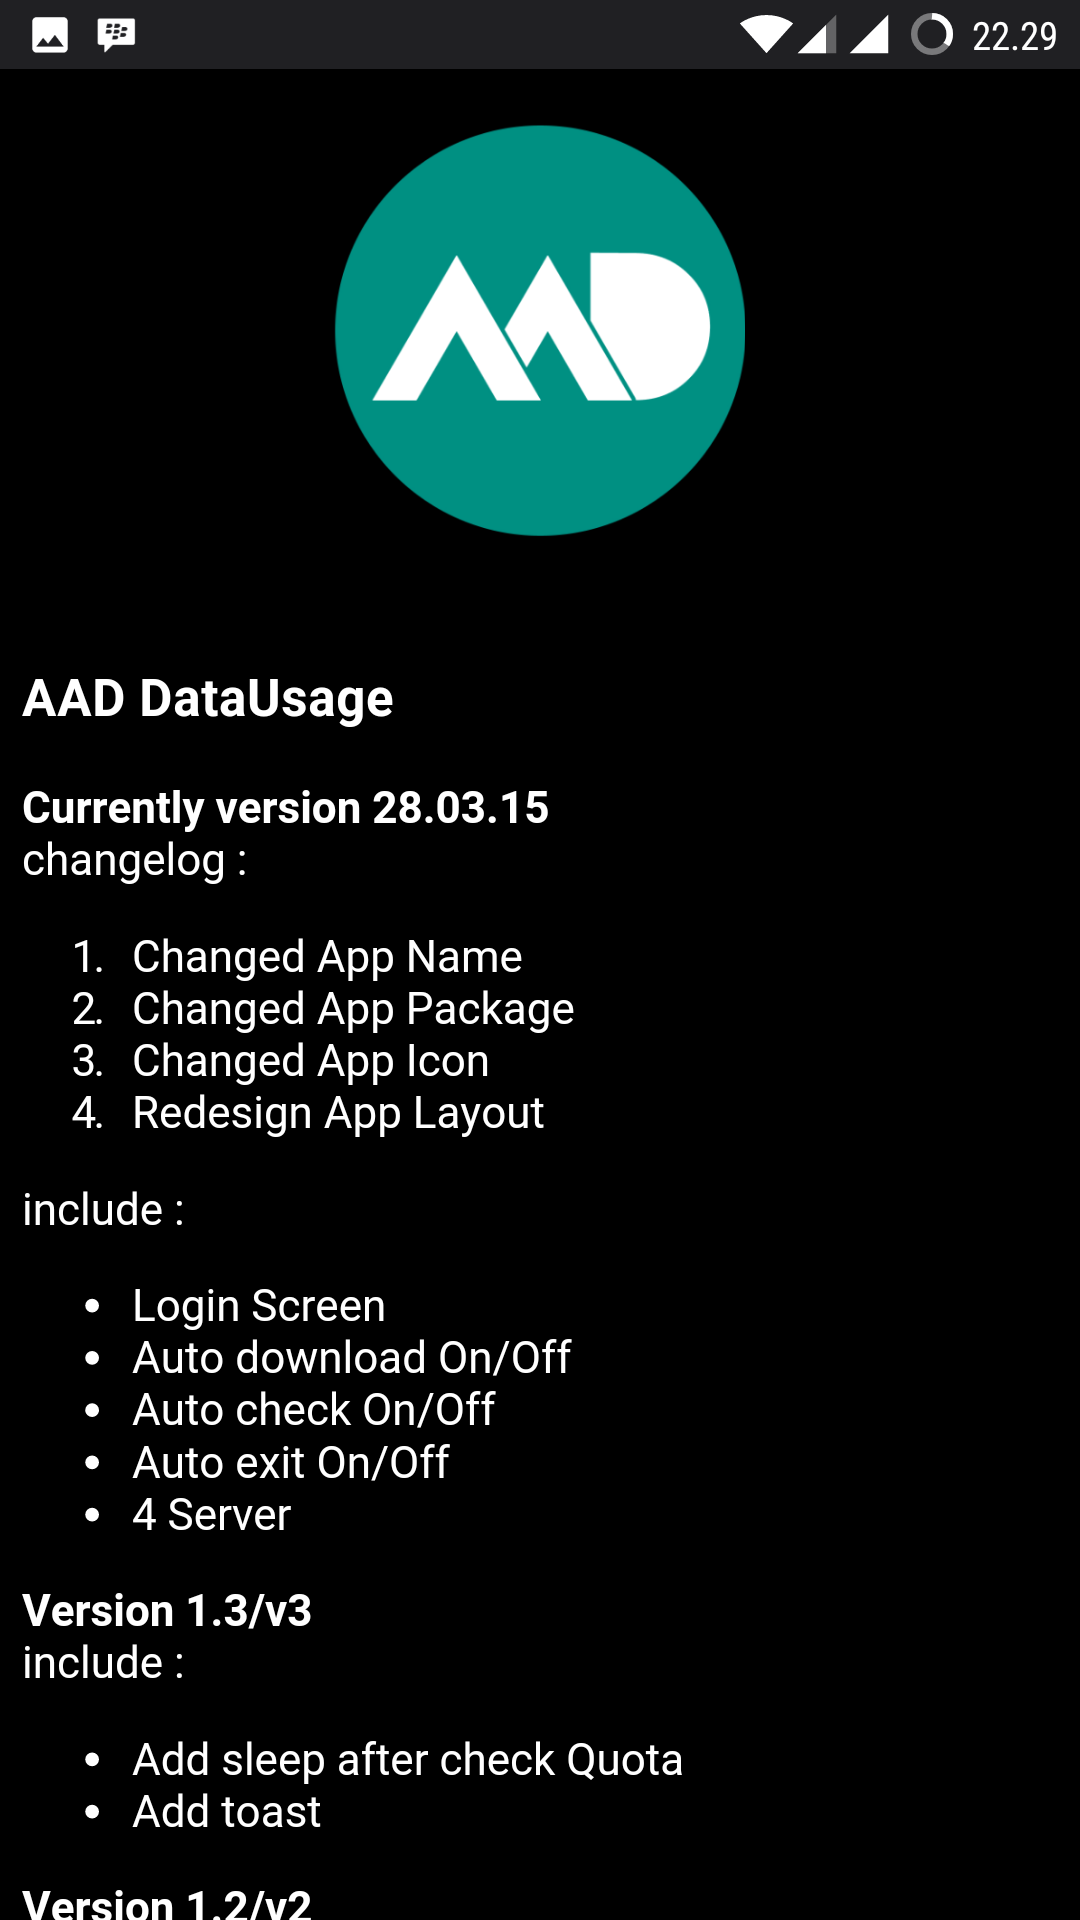 22.29
AAD
AAD DataUsage
Currently version 28.03.15
changelog :
1. Changed App Name
2. Changed App Package
3. Changed App Icon
4. Redesign App Layout
include :
• Login Screen
• Auto download On/Off
• Auto check On/Off
• Auto exit On/Off
• 4 Server
Version 1.3/v3
include :
• Add sleep after check Quota
• Add toast
Version 1.2/v2